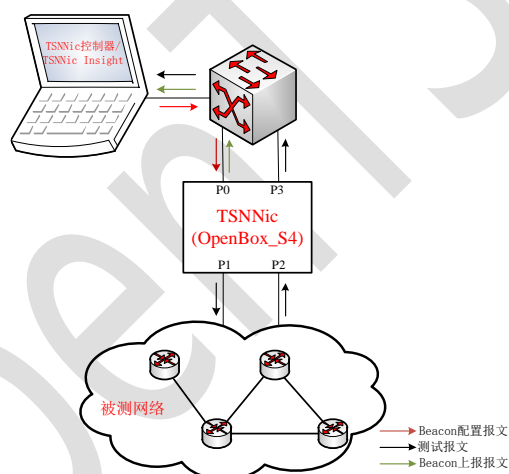 TSNNic控制器/
TSNNic Insight
P0 P3
TSNNic
(OpenBox_S4)
P1 P2
被测网络
Beacon配置报文
测试报文
Beacon上报报文